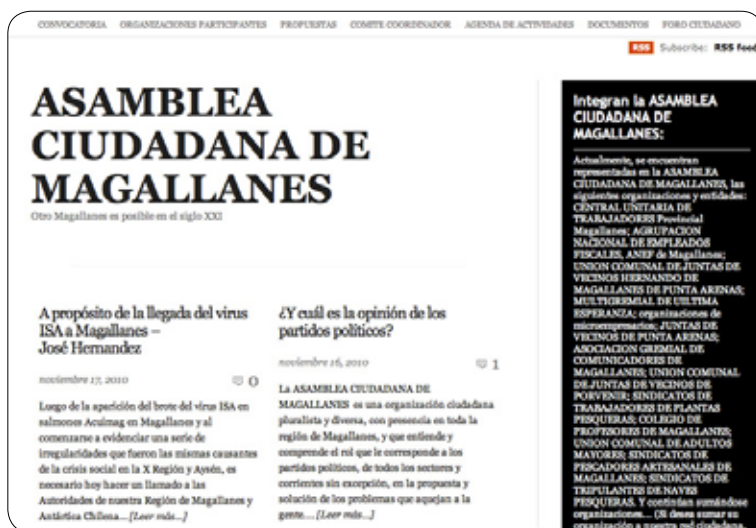 CONVOCATORIA ORGANIZACIONES PARTICIPANTES PROPUESTAS COMITE COORDINADOR AGENDA DE ACTIVIDADES DOCUMENTOS FORO CIUDADANO
RSS Subscribe: RSS feed
ASAMBLEA
CIUDADANA DE
MAGALLANES
Otro Magallanes es posible en el siglo XXI
A propósito de la llegada del virus
ISA a Magallanes –
José Hernandez
noviembre 17, 2010 0
Luego de la aparición del brote del virus ISA en
salmones Acuimag en Magallanes y al
comenzarse a evidenciar una serie de
irregularidades que fueron las mismas causantes
de la crisis social en la X Región y Aysén, es
necesario hoy hacer un llamado a las
Autoridades de nuestra Región de Magallanes y
Antártica Chilena... [Leer más...]
¿Y cuál es la opinión de los
partidos políticos?
noviembre 16, 2010 1
La ASAMBLEA CIUDADANA DE
MAGALLANES es una organización ciudadana
pluralista y diversa, con presencia en toda la
región de Magallanes, y que entiende y
comprende el rol que le corresponde a los
partidos políticos, de todos los sectores y
corrientes sin excepción, en la propuesta y
solución de los problemas que aquejan a la
gente.... [Leer más...]
Integran la ASAMBLEA
CIUDADANA DE
MAGALLANES:
Actualmente, se encuentran
representadas en la ASAMBLEA
CIUDADANA DE MAGALLANES, las
siguientes organizaciones y entidades:
CENTRAL UNITARIA DE
TRABAJADORES Provincial
Magallanes; AGRUPACION
NACIONAL DE EMPLEADOS
FISCALES, ANEF de Magallanes;
UNION COMUNAL DE JUNTAS DE
VECINOS HERNANDO DE
MAGALLANES DE PUNTA ARENAS;
MULTIGREMIAL DE UILTIMA
ESPERANZA; organizaciones de
microempresarios; JUNTAS DE
VECINOS DE PUNTA ARENAS;
ASOCIACION GREMIAL DE
COMUNICADORES DE
MAGALLANES; UNION COMUNAL
DE JUNTAS DE VECINOS DE
PORVENIR; SINDICATOS DE
TRABAJADORES DE PLANTAS
PESQUERAS; COLEGIO DE
PROFESORES DE MAGALLANES;
UNION COMUNAL DE ADULTOS
MAYORES; SINDICATOS DE
PESCADORES ARTESANALES DE
MAGALLANES; SINDICATOS DE
TRIPULANTES DE NAVES
PESQUERAS. Y continúan sumándose
organizaciones... (Si desea sumar su
organización a nuestra red ciudadana